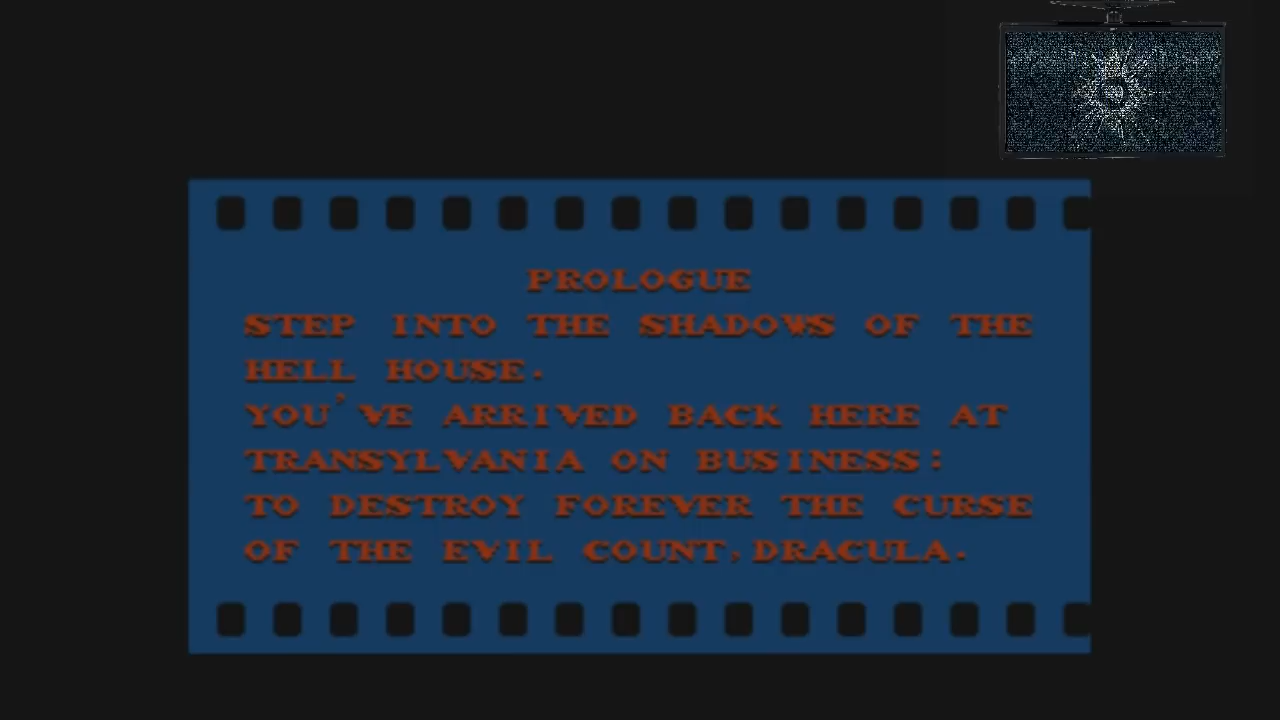 PROLOGUE
STEP INTO THE SHADOWS OF THE
HELL HOUSE.
YOU'VE ARRIVED BACK HERE AT
TRANSYLVANIA ON BUSINESS:
TO DESTROY FOREVER THE CURSE
OF THE EVIL COUNT,DRACULA.